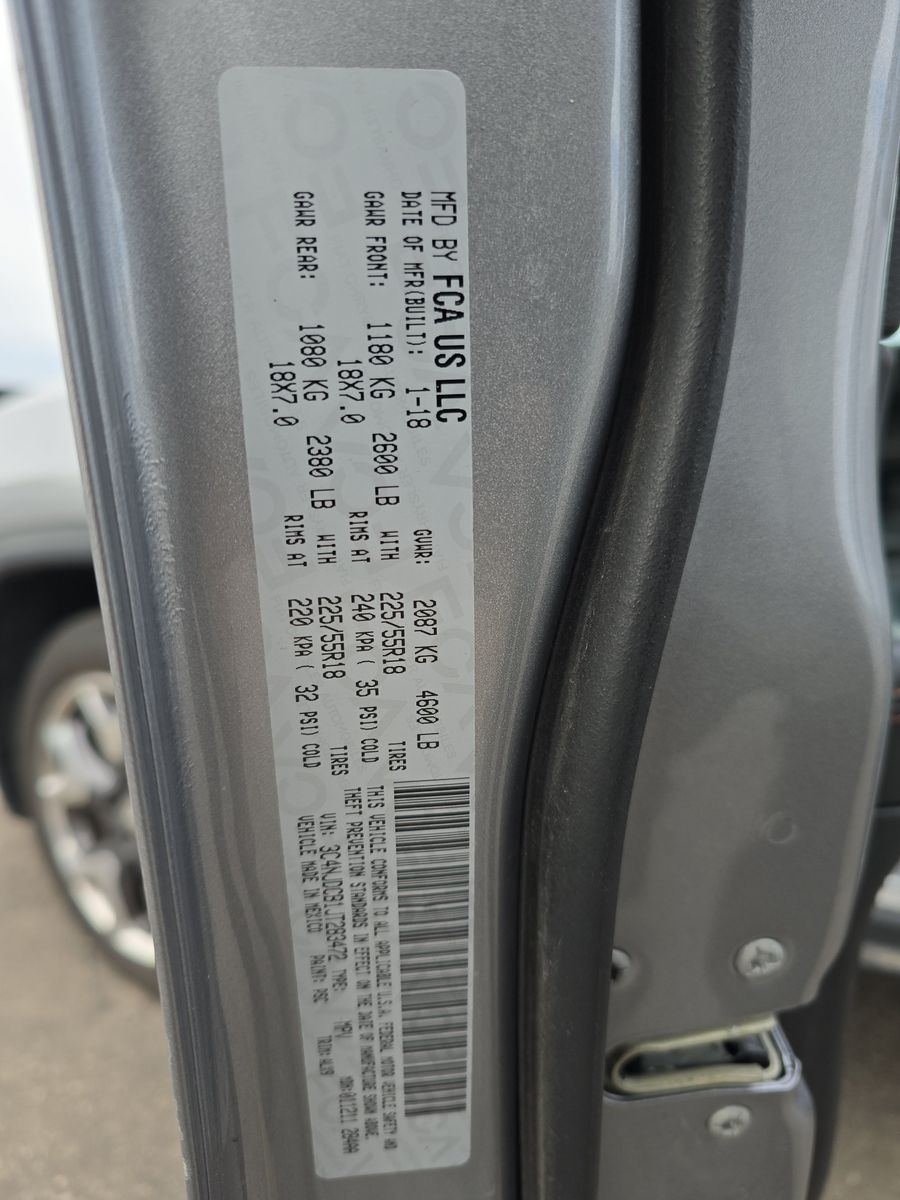 MFD BY FCA US LLC
DATE OF MFR(BUILT): 1-18 GVWR: 2087 KG 4600 LB
GAWR FRONT: 1180 KG 2600 LB WITH 225/55R18 TIRES
18X7.0 RIMS AT 240 KPA ( 35 PSI) COLD
GAWR REAR: 1080 KG 2380 LB WITH 225/55R18 TIRES
18X7.0 RIMS AT 220 KPA ( 32 PSI) COLD
THIS VEHICLE CONFORMS TO ALL APPLICABLE U.S.A. FEDERAL MOTOR VEHICLE SAFETY AND
THEFT PREVENTION STANDARDS IN EFFECT ON THE DATE OF MANUFACTURE SHOWN ABOVE.
VIN: 3C4NJDCB1JT283472 TYPE: MPV
VEHICLE MADE IN MEXICO PAINT: PSC TRIM: